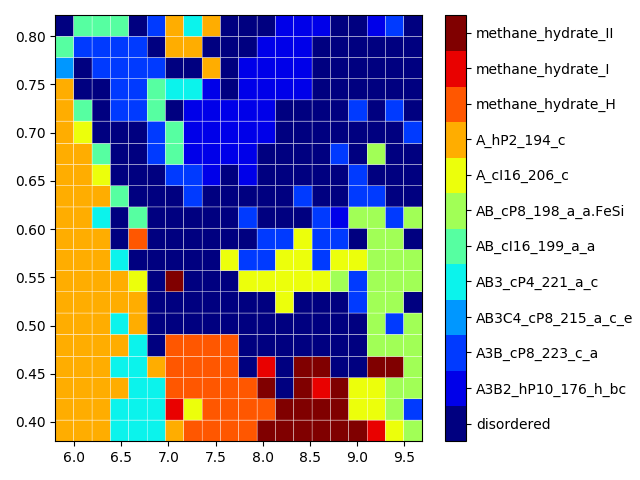 0.80
0.75
0.70
0.65
0.60
0.55
0.50
0.45
0.40
6.0 6.5 7.0 7.5 8.0 8.5 9.0 9.5
methane_hydrate_II
methane_hydrate_I
methane_hydrate_H
A_hP2_194_c
A_cI16_206_c
AB_cP8_198_a_a.FeSi
AB_cI16_199_a_a
AB3_cP4_221_a_c
AB3C4_cP8_215_a_c_e
A3B_cP8_223_c_a
A3B2_hP10_176_h_bc
disordered